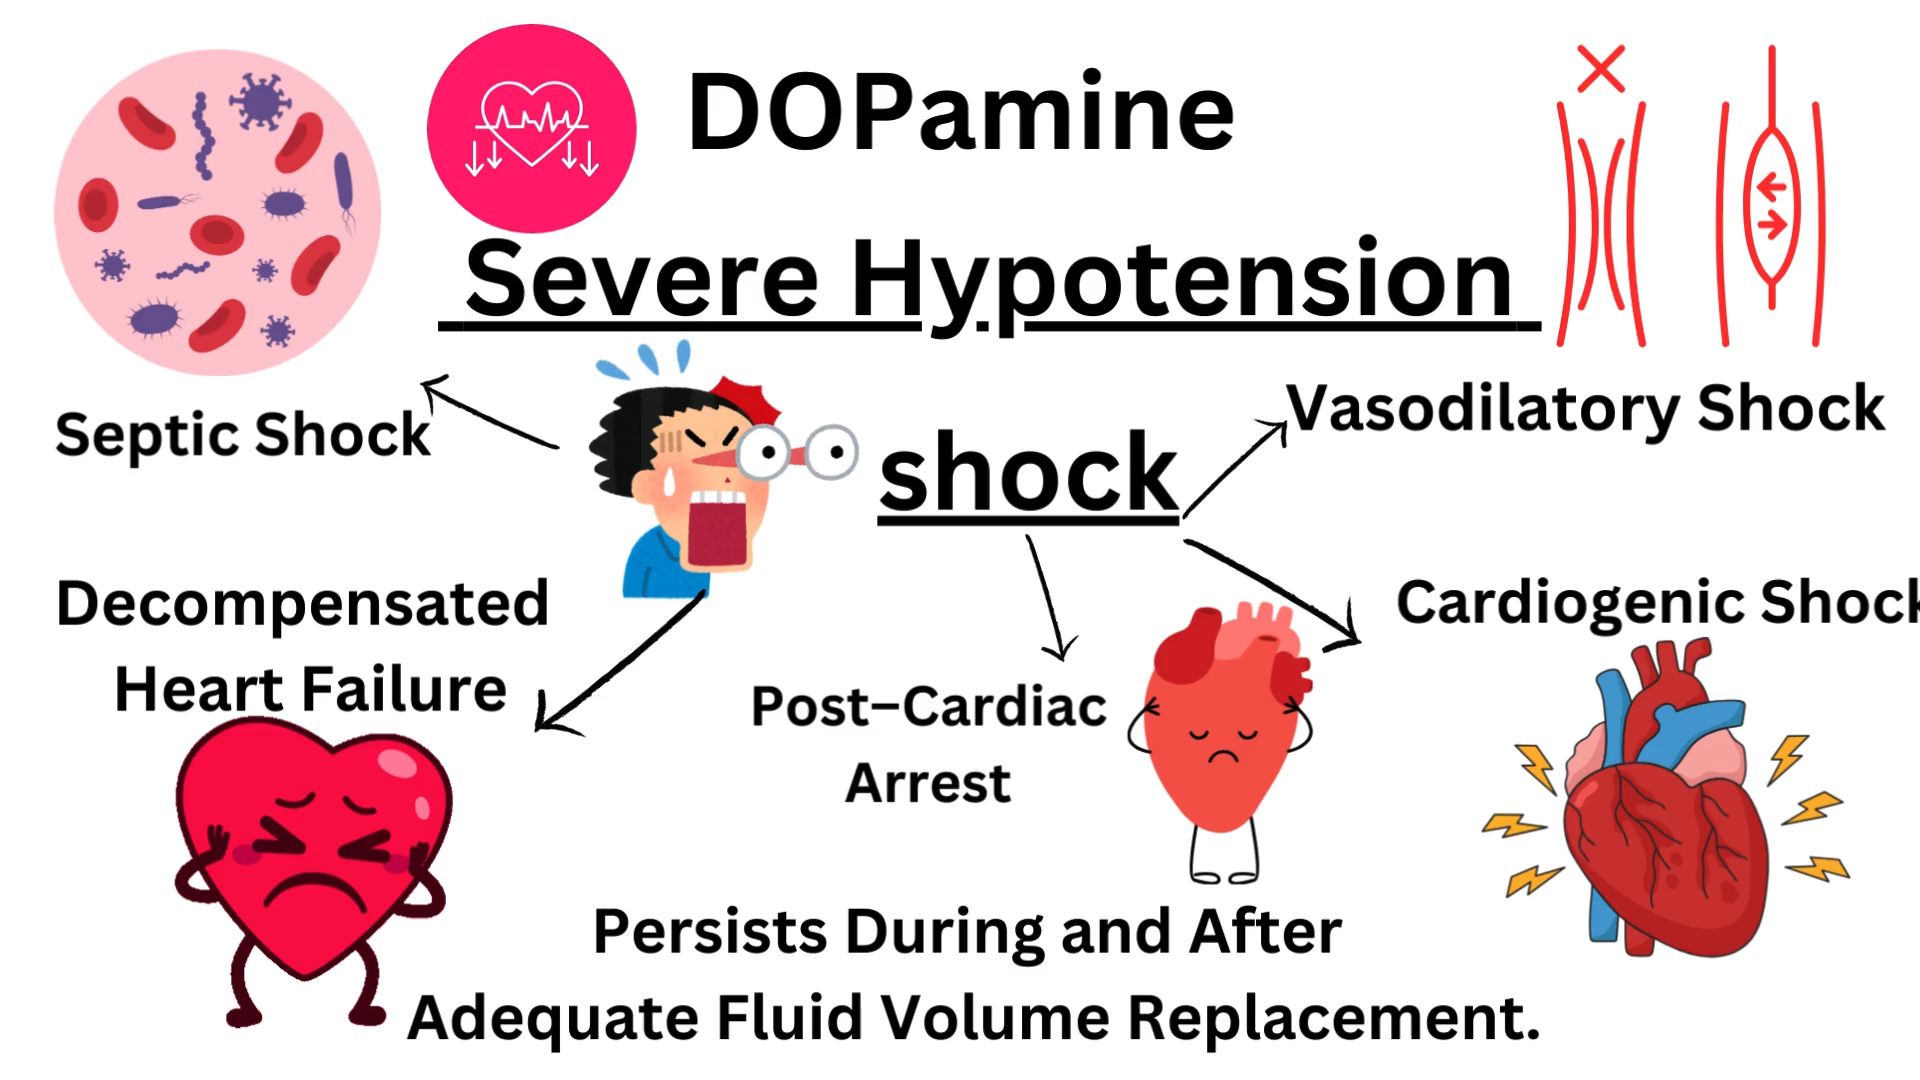 DOPamine
Severe Hypotension
shock
Septic Shock
Vasodilatory Shock
Decompensated
Heart Failure
Post–Cardiac
Arrest
Cardiogenic Shock
Persists During and After
Adequate Fluid Volume Replacement.